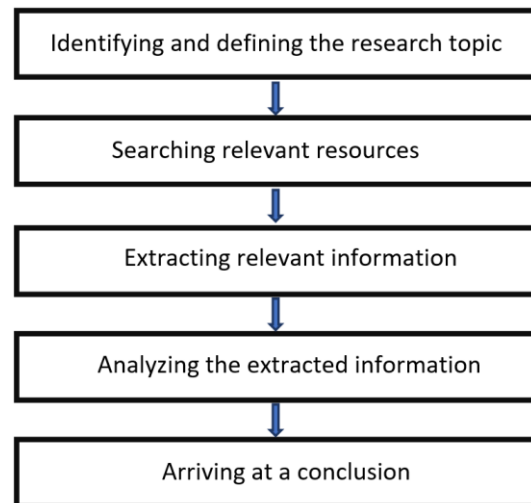 Identifying and defining the research topic
Searching relevant resources
Extracting relevant information
Analyzing the extracted information
Arriving at a conclusion